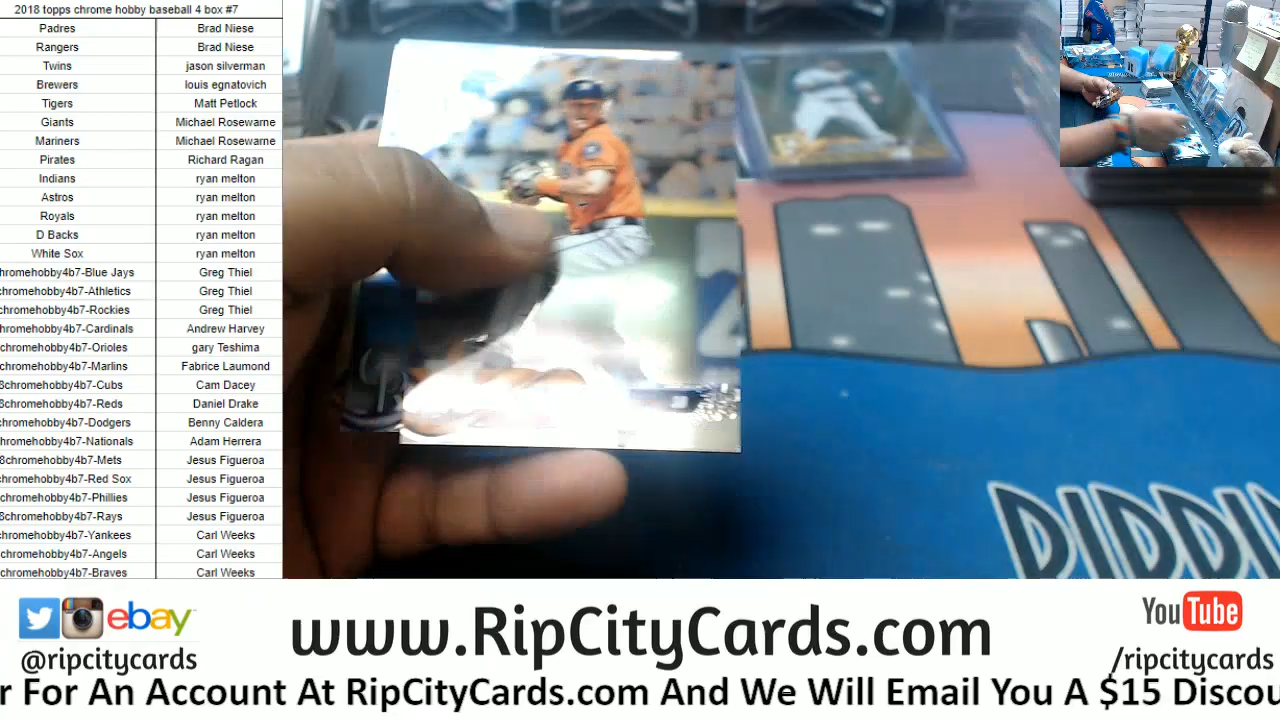 2018 topps chrome hobby baseball 4 box #7
Padres Brad Niese
Rangers Brad Niese
Twins jason silverman
Brewers louis egnatovich
Tigers Matt Petlock
Giants Michael Rosewarne
Mariners Michael Rosewarne
Pirates Richard Ragan
Indians ryan melton
Astros ryan melton
Royals ryan melton
D Backs ryan melton
White Sox ryan melton
hromehobby4b7-Blue Jays Greg Thiel
chromehobby4b7-Athletics Greg Thiel
chromehobby4b7-Rockies Greg Thiel
chromehobby4b7-Cardinals Andrew Harvey
chromehobby4b7-Orioles gary Teshima
chromehobby4b7-Marlins Fabrice Laumond
8chromehobby4b7-Cubs Cam Dacey
8chromehobby4b7-Reds Daniel Drake
chromehobby4b7-Dodgers Benny Caldera
chromehobby4b7-Nationals Adam Herrera
8chromehobby4b7-Mets Jesus Figueroa
chromehobby4b7-Red Sox Jesus Figueroa
chromehobby4b7-Phillies Jesus Figueroa
8chromehobby4b7-Rays Jesus Figueroa
chromehobby4b7-Yankees Carl Weeks
chromehobby4b7-Angels Carl Weeks
chromehobby4b7-Braves Carl Weeks
ebay
@ripcitycards
www.RipCityCards.com
YouTube
/ripcitycards
r For An Account At RipCityCards.com And We Will Email You A $15 Discou